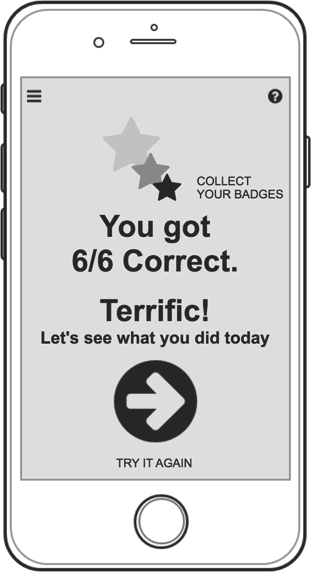 COLLECT
YOUR BADGES
You got
6/6 Correct.
Terrific!
Let's see what you did today
TRY IT AGAIN